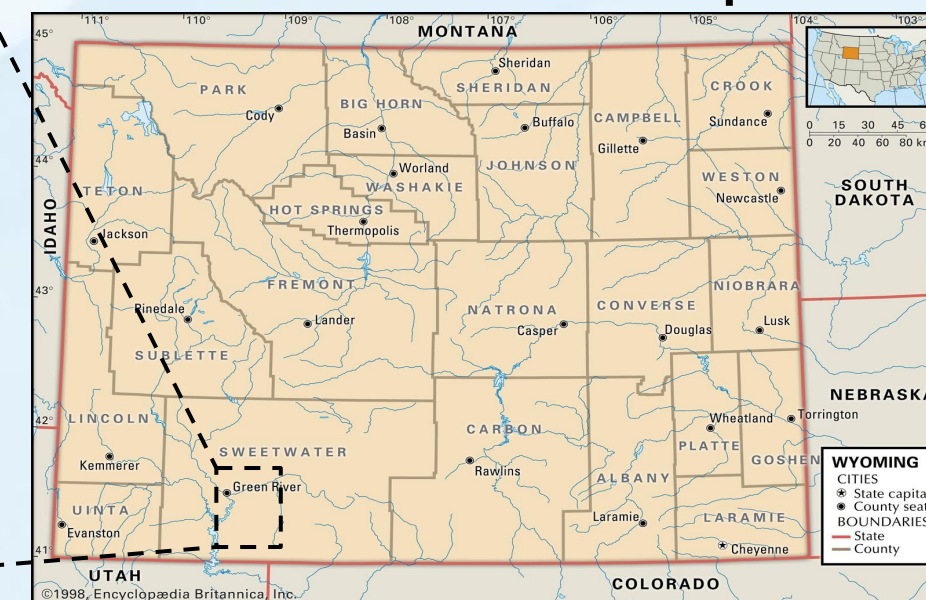 111° 110° 109° 108° 107° 106° 105° 104° 103°
45°
MONTANA
Sheridan
SHERIDAN
PARK
CROOK
BIG HORN
Cody
Buffalo
CAMPBELL
Sundance
Basin
Gillette
0 15 30 45
0 20 40 60 80 km
44°
JOHNSON
Worland
WASHAKIE
WESTON
TETON
Newcastle
SOUTH
DAKOTA
HOT SPRINGS
Thermopolis
IDAHO
Jackson
43°
FREMONT
NIOBRARA
NATRONA
CONVERSE
Pinedale
Lander
Casper
Douglas
Lusk
SUBLETTE
NEBRASKA
42°
LINCOLN
CARBON
Wheatland
Torrington
SWEETWATER
PLATTE
Kemmerer
Rawlins
GOSHEN
Green River
ALBANY
UINTA
Laramie
LARAMIE
Evanston
Cheyenne
41°
WYOMING
CITIES
State capita
County seat
BOUNDARIES
State
County
UTAH
COLORADO
©1998, Encyclopædia Britannica, Inc.